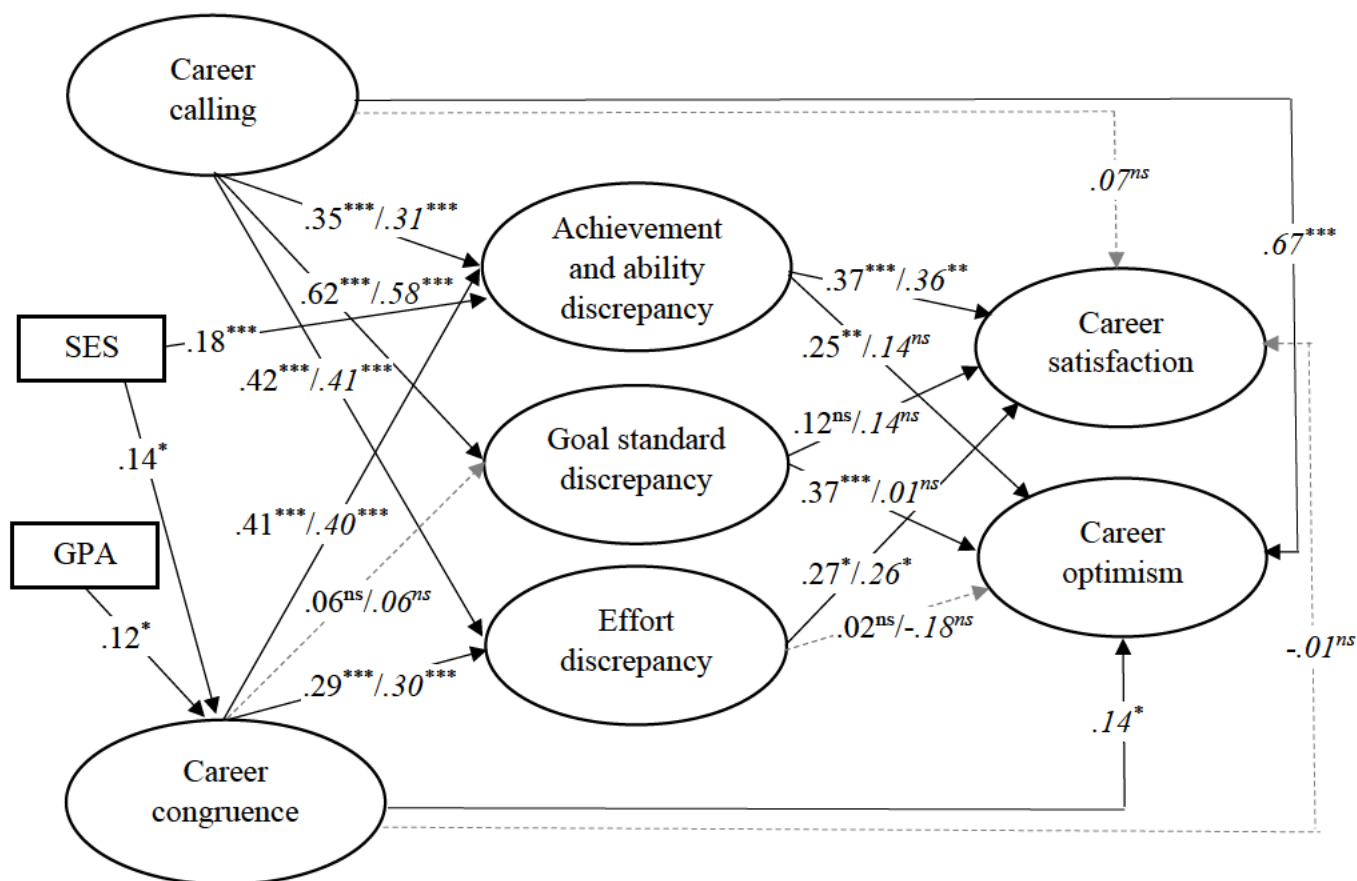 Career
calling
.07ns
.35***/.31***
Achievement
and ability
discrepancy
.67***
.62***/.58***
.37***/.36**
SES
.18***
Career
satisfaction
.25**/.14ns
.42***/.41***
.12ns/.14ns
Goal standard
discrepancy
.14*
.37***/.01ns
.41***/.40***
GPA
Career
optimism
.27*/.26*
.06ns/.06ns
.12*
Effort
discrepancy
.02ns/-.18ns
-.01ns
.29***/.30***
.14*
Career
congruence